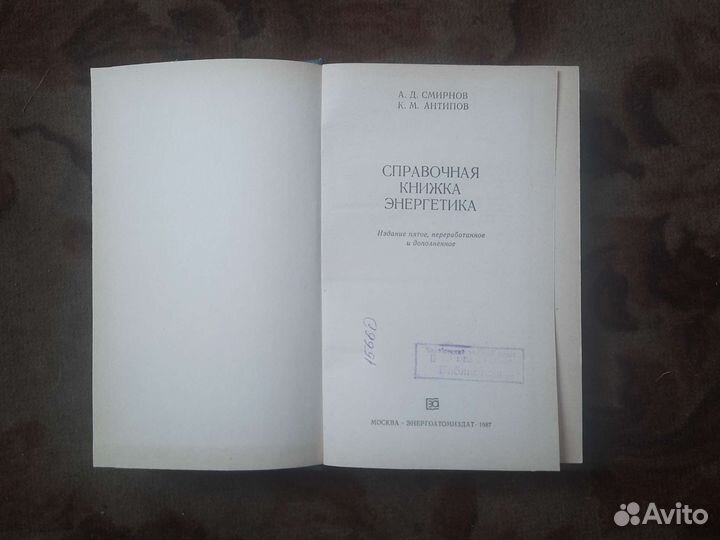 А. Д. СМИРНОВ
К. М. АНТИПОВ
СПРАВОЧНАЯ
КНИЖКА
ЭНЕРГЕТИКА
Издание пятое, переработанное
и дополненное
МОСКВА · ЭНЕРГОАТОМИЗДАТ · 1987
Avito